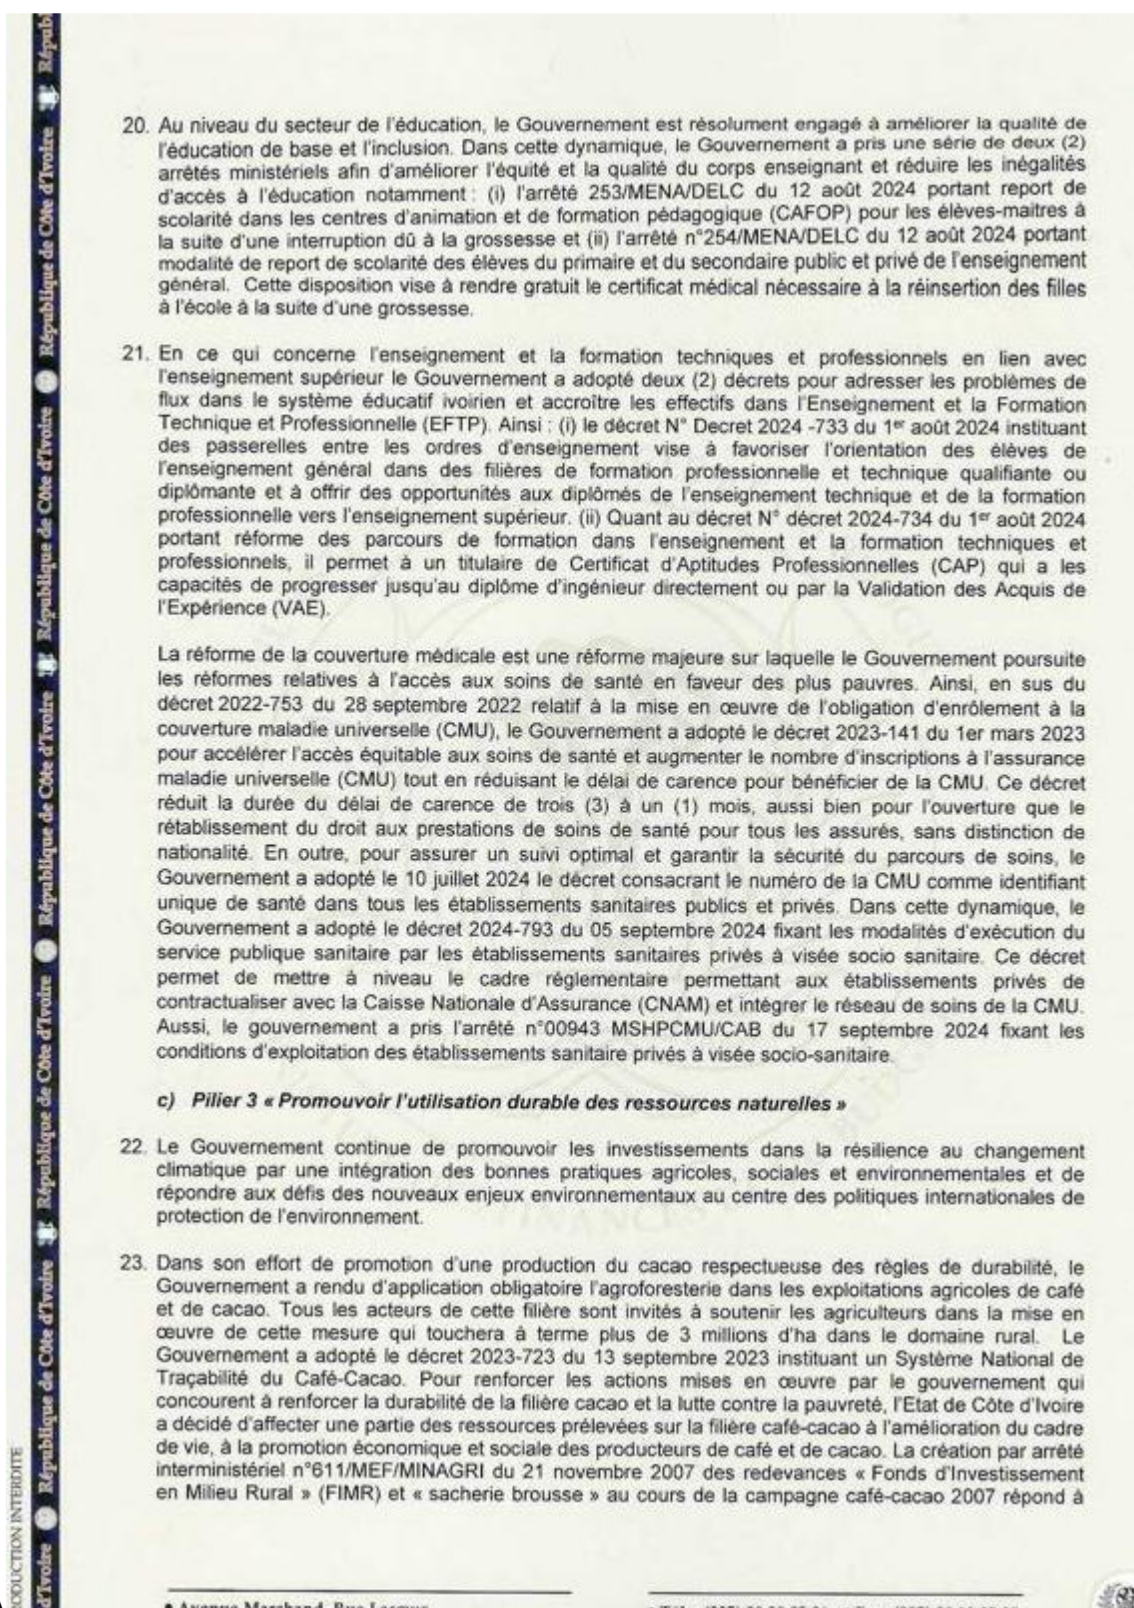 20. Au niveau du secteur de l'éducation, le Gouvernement est résolument engagé à améliorer la qualité de
l'éducation de base et l'inclusion. Dans cette dynamique, le Gouvernement a pris une série de deux (2)
arrêtés ministériels afin d'améliorer l'équité et la qualité du corps enseignant et réduire les inégalités
d'accès à l'éducation notamment : (i) l'arrêté 253/MENA/DELC du 12 août 2024 portant report de
scolarité dans les centres d'animation et de formation pédagogique (CAFOP) pour les élèves-maitres à
la suite d'une interruption dû à la grossesse et (ii) l'arrêté n°254/MENA/DELC du 12 août 2024 portant
modalité de report de scolarité des élèves du primaire et du secondaire public et privé de l'enseignement
général. Cette disposition vise à rendre gratuit le certificat médical nécessaire à la réinsertion des filles
à l'école à la suite d'une grossesse.
21. En ce qui concerne l'enseignement et la formation techniques et professionnels en lien avec
l'enseignement supérieur le Gouvernement a adopté deux (2) décrets pour adresser les problèmes de
flux dans le système éducatif ivoirien et accroître les effectifs dans l'Enseignement et la Formation
Technique et Professionnelle (EFTP). Ainsi : (i) le décret N° Decret 2024 -733 du 1er août 2024 instituant
des passerelles entre les ordres d'enseignement vise à favoriser l'orientation des élèves de
l'enseignement général dans des filières de formation professionnelle et technique qualifiante ou
diplômante et à offrir des opportunités aux diplômés de l'enseignement technique et de la formation
professionnelle vers l'enseignement supérieur. (ii) Quant au décret N° décret 2024-734 du 1er août 2024
portant réforme des parcours de formation dans l'enseignement et la formation techniques et
professionnels, il permet à un titulaire de Certificat d'Aptitudes Professionnelles (CAP) qui a les
capacités de progresser jusqu'au diplôme d'ingénieur directement ou par la Validation des Acquis de
l'Expérience (VAE).
La réforme de la couverture médicale est une réforme majeure sur laquelle le Gouvernement poursuite
les réformes relatives à l'accès aux soins de santé en faveur des plus pauvres. Ainsi, en sus du
décret 2022-753 du 28 septembre 2022 relatif à la mise en œuvre de l'obligation d'enrôlement à la
couverture maladie universelle (CMU), le Gouvernement a adopté le décret 2023-141 du 1er mars 2023
pour accélérer l'accès équitable aux soins de santé et augmenter le nombre d'inscriptions à l'assurance
maladie universelle (CMU) tout en réduisant le délai de carence pour bénéficier de la CMU. Ce décret
réduit la durée du délai de carence de trois (3) à un (1) mois, aussi bien pour l'ouverture que le
rétablissement du droit aux prestations de soins de santé pour tous les assurés, sans distinction de
nationalité. En outre, pour assurer un suivi optimal et garantir la sécurité du parcours de soins, le
Gouvernement a adopté le 10 juillet 2024 le décret consacrant le numéro de la CMU comme identifiant
unique de santé dans tous les établissements sanitaires publics et privés. Dans cette dynamique, le
Gouvernement a adopté le décret 2024-793 du 05 septembre 2024 fixant les modalités d'exécution du
service publique sanitaire par les établissements sanitaires privés à visée socio sanitaire. Ce décret
permet de mettre à niveau le cadre réglementaire permettant aux établissements privés de
contractualiser avec la Caisse Nationale d'Assurance (CNAM) et intégrer le réseau de soins de la CMU.
Aussi, le gouvernement a pris l'arrêté n°00943 MSHPCMU/CAB du 17 septembre 2024 fixant les
conditions d'exploitation des établissements sanitaire privés à visée socio-sanitaire.
c) Pilier 3 « Promouvoir l'utilisation durable des ressources naturelles »
22. Le Gouvernement continue de promouvoir les investissements dans la résilience au changement
climatique par une intégration des bonnes pratiques agricoles, sociales et environnementales et de
répondre aux défis des nouveaux enjeux environnementaux au centre des politiques internationales de
protection de l'environnement.
23. Dans son effort de promotion d'une production du cacao respectueuse des règles de durabilité, le
Gouvernement a rendu d'application obligatoire l'agroforesterie dans les exploitations agricoles de café
et de cacao. Tous les acteurs de cette filière sont invités à soutenir les agriculteurs dans la mise en
œuvre de cette mesure qui touchera à terme plus de 3 millions d'ha dans le domaine rural. Le
Gouvernement a adopté le décret 2023-723 du 13 septembre 2023 instituant un Système National de
Traçabilité du Café-Cacao. Pour renforcer les actions mises en œuvre par le gouvernement qui
concourent à renforcer la durabilité de la filière cacao et la lutte contre la pauvreté, l'Etat de Côte d'Ivoire
a décidé d'affecter une partie des ressources prélevées sur la filière café-cacao à l'amélioration du cadre
de vie, à la promotion économique et sociale des producteurs de café et de cacao. La création par arrêté
interministériel n°611/MEF/MINAGRI du 21 novembre 2007 des redevances « Fonds d'Investissement
en Milieu Rural » (FIMR) et « sacherie brousse » au cours de la campagne café-cacao 2007 répond à
République de Côte d'Ivoire République de Côte d'Ivoire République de Côte d'Ivoire République de Côte d'Ivoire République de Côte d'Ivoire
INTERDITE